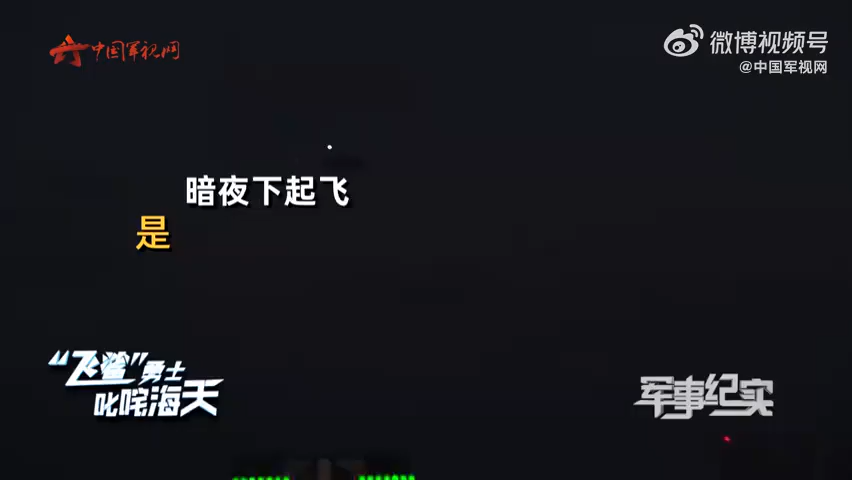 中国军视网
微博视频号
@中国军视网
暗夜下起飞
是
“飞鲨”勇士
叱咤海天
军事纪实